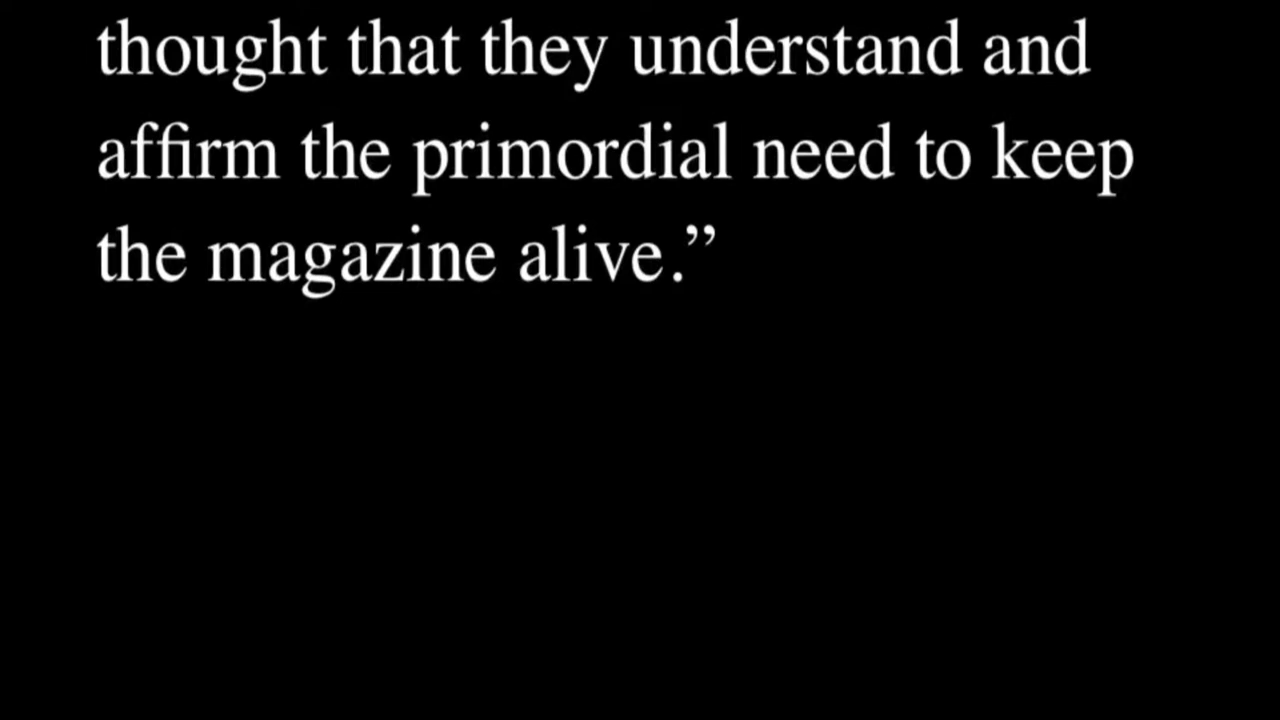 thought that they understand and
affirm the primordial need to keep
the magazine alive.”